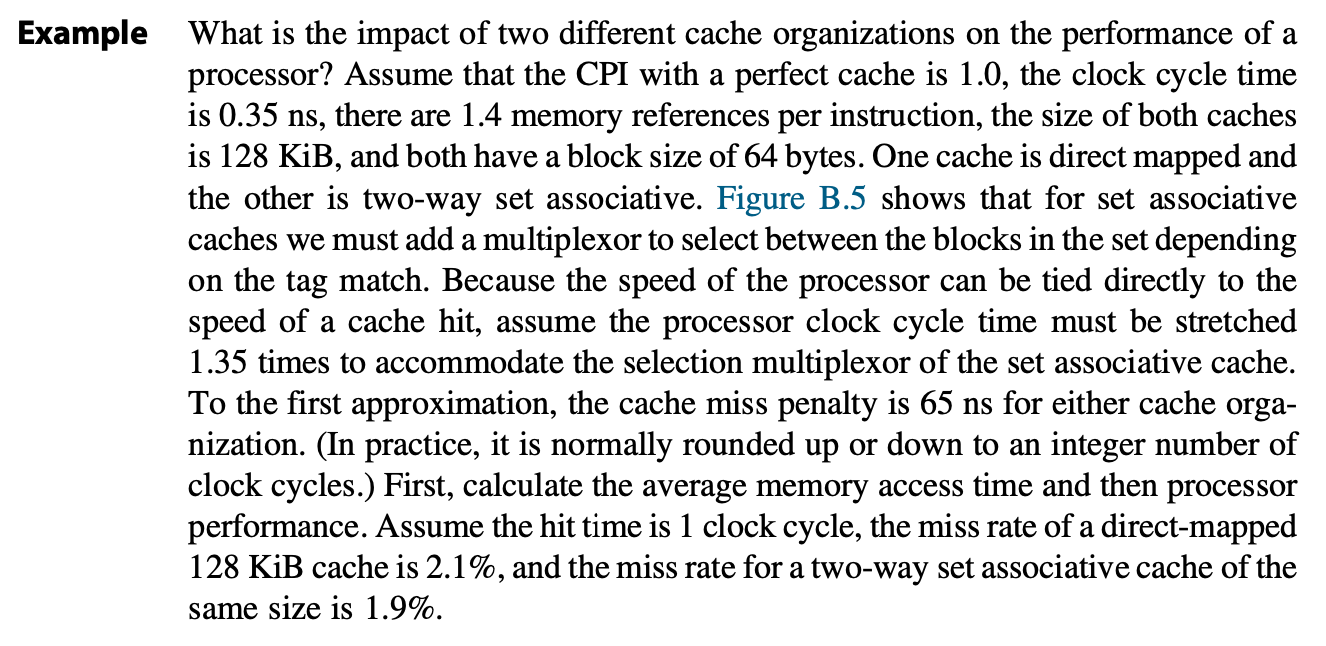 Example What is the impact of two different cache organizations on the performance of a
processor? Assume that the CPI with a perfect cache is 1.0, the clock cycle time
is 0.35 ns, there are 1.4 memory references per instruction, the size of both caches
is 128 KiB, and both have a block size of 64 bytes. One cache is direct mapped and
the other is two-way set associative. Figure B.5 shows that for set associative
caches we must add a multiplexor to select between the blocks in the set depending
on the tag match. Because the speed of the processor can be tied directly to the
speed of a cache hit, assume the processor clock cycle time must be stretched
1.35 times to accommodate the selection multiplexor of the set associative cache.
To the first approximation, the cache miss penalty is 65 ns for either cache orga-
nization. (In practice, it is normally rounded up or down to an integer number of
clock cycles.) First, calculate the average memory access time and then processor
performance. Assume the hit time is 1 clock cycle, the miss rate of a direct-mapped
128 KiB cache is 2.1%, and the miss rate for a two-way set associative cache of the
same size is 1.9%.